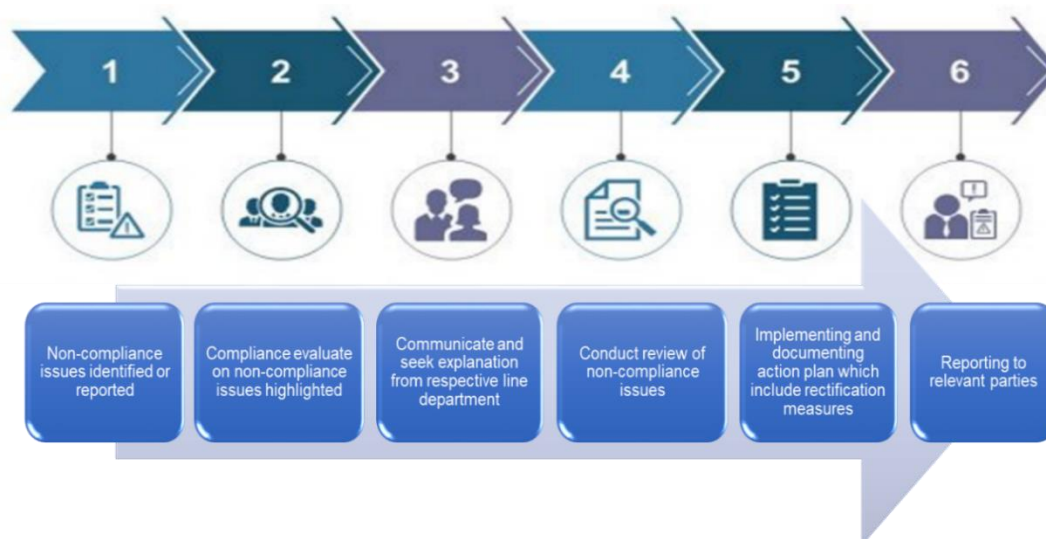 1
2
3
4
5
6
Non-compliance
issues identified or
reported
Compliance evaluate
on non-compliance
issues highlighted
Communicate and
seek explanation
from respective line
department
Conduct review of
non-compliance
issues
Implementing and
documenting
action plan which
include rectification
measures
Reporting to
relevant parties